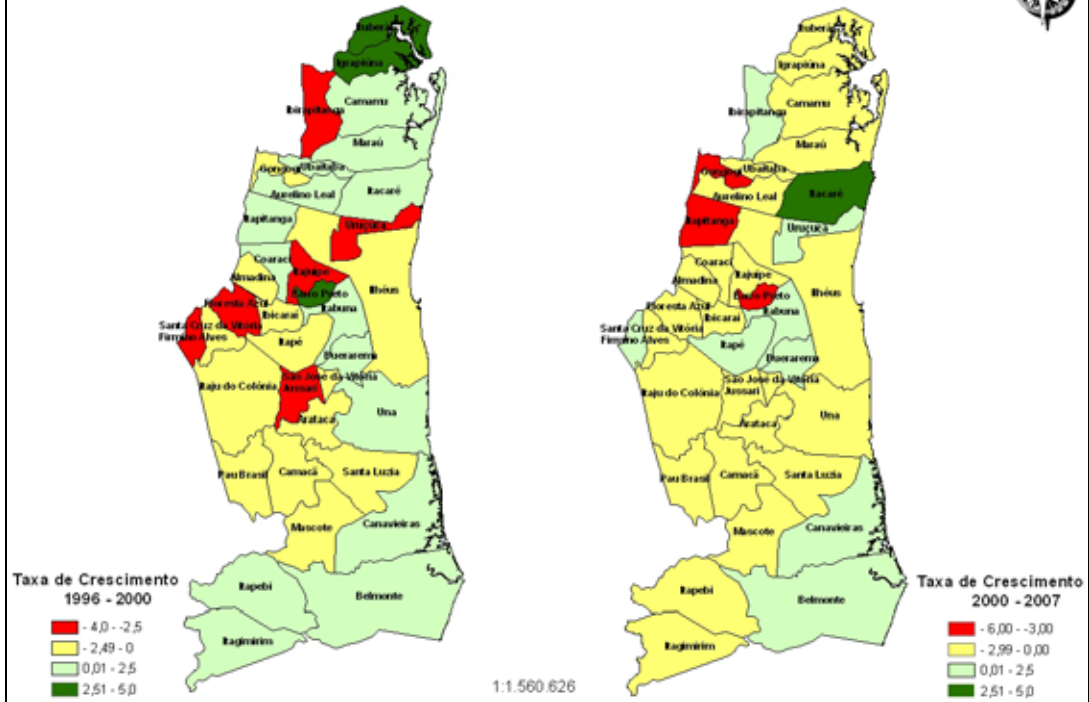 Ituberá
Igrapiúna
Ibirapitanga
Camamu
Maraú
Gongogi
Ubaitaba
Aurelino Leal
Itacaré
Itapitanga
Uruçuca
Coaraci
Almadina
Itajuipe
Ilhéus
Barro Preto
Floresta Azul
Itabuna
Ibicaraí
Santa Cruz da Vitória
Firmino Alves
Itapé
Buerarema
São José da Vitória
Itaju do Colónia
Jussari
Una
Arataca
Pau Brasil
Camacã
Santa Luzia
Mascote
Canavieiras
Itapebi
Belmonte
Itagimirim
Taxa de Crescimento
1996 - 2000
- 4,0 - -2,5
- 2,49 - 0
0,01 - 2,5
2,51 - 5,0
1:1.560.626
Ituberá
Igrapiúna
Ibirapitanga
Camamu
Maraú
Gongogi
Ubaitaba
Aurelino Leal
Itacaré
Itapitanga
Uruçuca
Coaraci
Almadina
Itajuipe
Ilhéus
Barro Preto
Floresta Azul
Itabuna
Ibicaraí
Santa Cruz da Vitória
Firmino Alves
Itapé
Buerarema
São José da Vitória
Itaju do Colónia
Jussari
Una
Arataca
Pau Brasil
Camacã
Santa Luzia
Mascote
Canavieiras
Itapebi
Belmonte
Itagimirim
Taxa de Crescimento
2000 - 2007
- 6,00 - -3,00
- 2,99 - 0,00
0,01 - 2,5
2,51 - 5,0